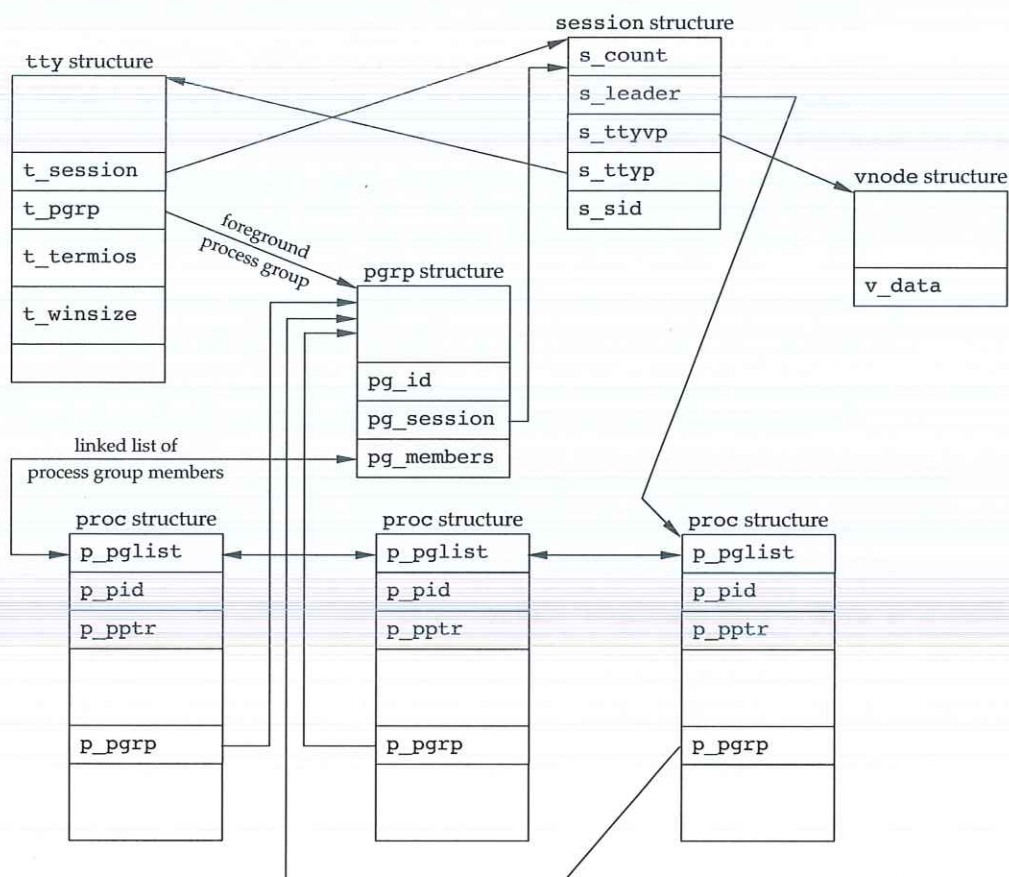 session structure
s_count
s_leader
s_ttyvp
s_ttyp
s_sid
tty structure
t_session
t_pgrp
t_termios
t_winsize
foreground
process group
vnode structure
v_data
pgrp structure
pg_id
pg_session
pg_members
linked list of
process group members
proc structure
p_pglist
p_pid
p_pptr
p_pgrp
proc structure
p_pglist
p_pid
p_pptr
p_pgrp
proc structure
p_pglist
p_pid
p_pptr
p_pgrp